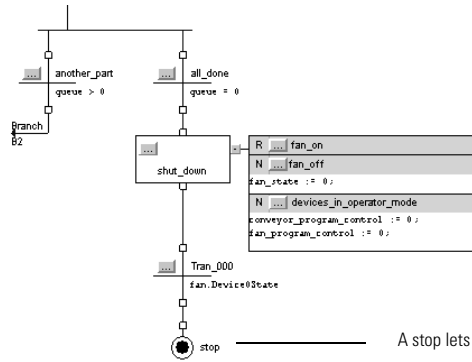 another_part
queue > 0
all_done
queue = 0
Branch
B2
shut_down
R ... fan_on
N ... fan_off
fan_state := 0;
N ... devices_in_operator_mode
conveyor_program_control := 0;
fan_program_control := 0;
Tran_000
fan.Device0State
stop
A stop lets